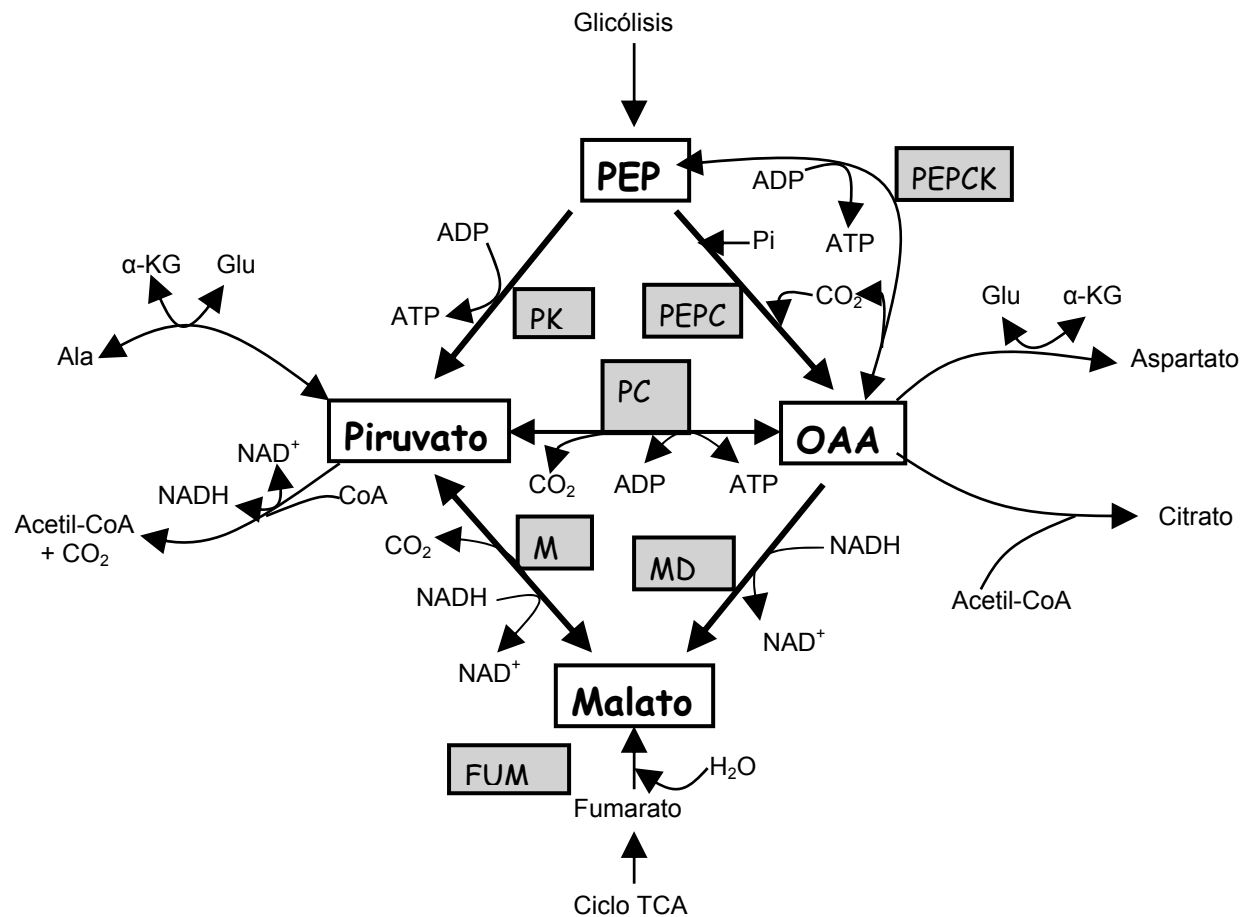 Glicólisis
PEP
PEPCK
ADP
ATP
ADP
Pi
α-KG
Glu
CO₂
Glu
α-KG
ATP
PK
PEPC
Ala
Aspartato
PC
Piruvato
OAA
NAD⁺
NADH
CoA
CO₂
ADP
ATP
Acetil-CoA
+ CO₂
Citrato
CO₂
M
MD
NADH
NADH
Acetil-CoA
NAD⁺
NAD⁺
Malato
FUM
H₂O
Fumarato
Ciclo TCA